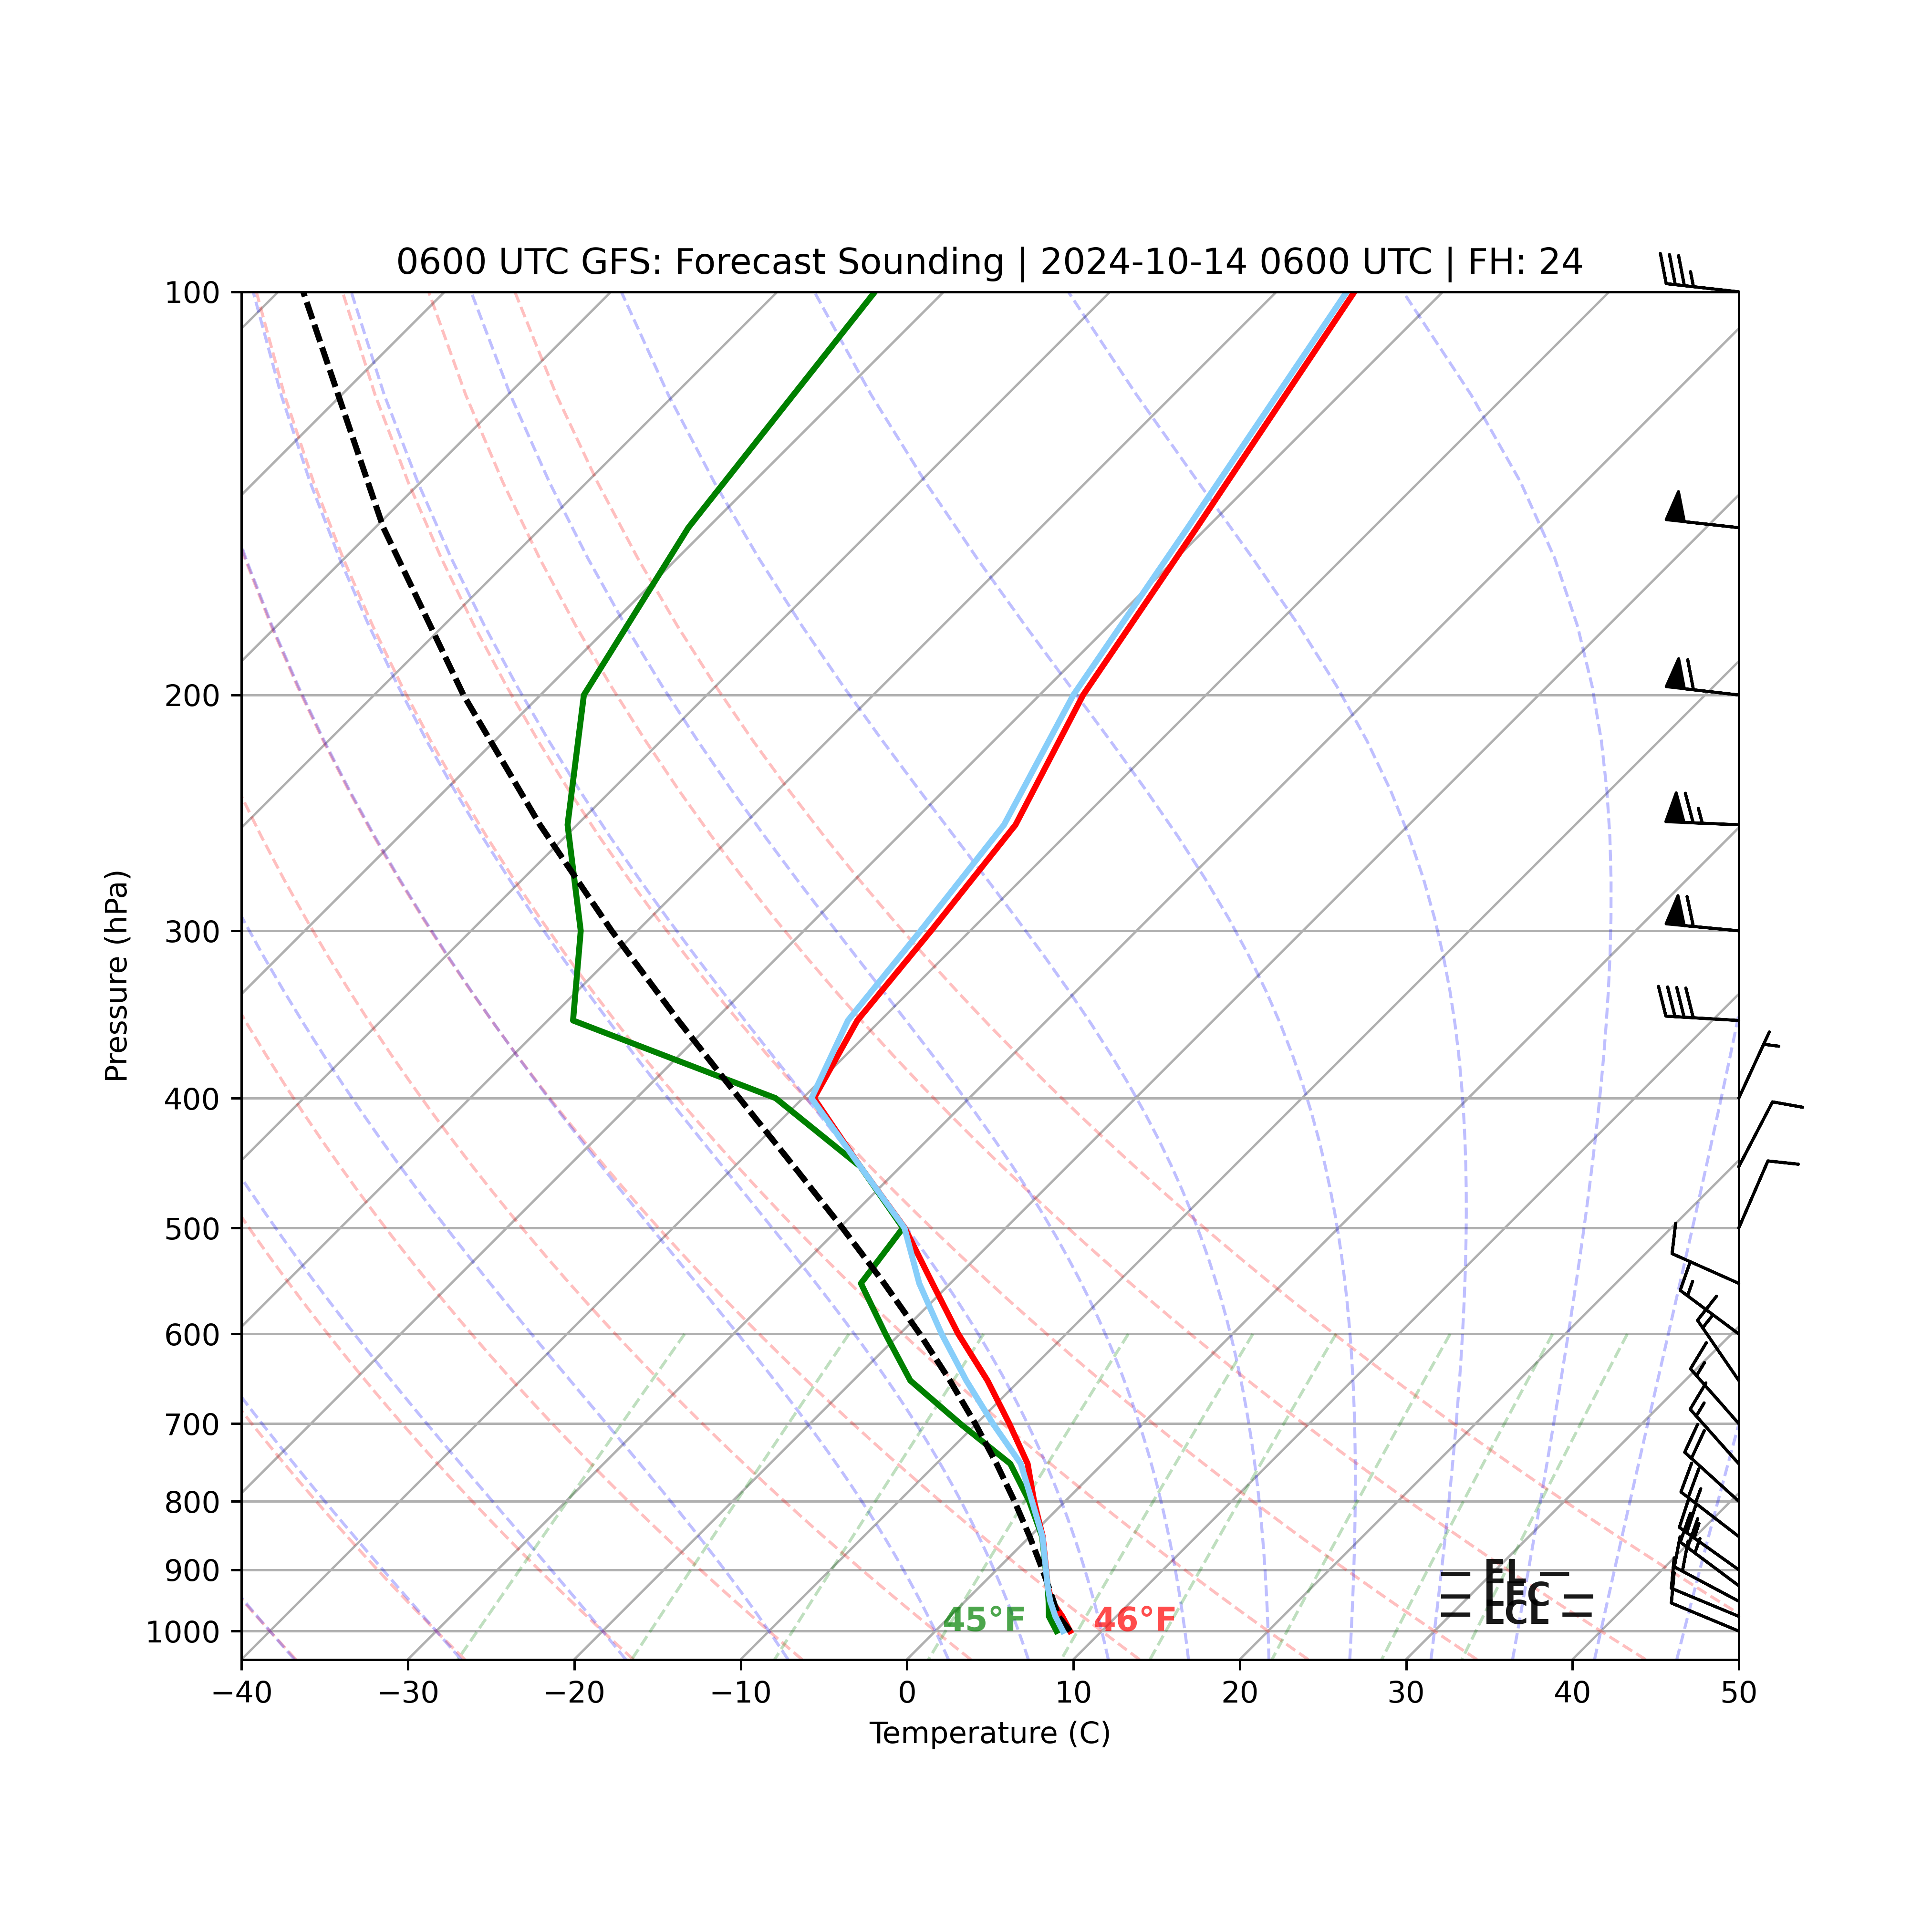 0600 UTC GFS: Forecast Sounding | 2024-10-14 0600 UTC | FH: 24
100
200
300
400
500
600
700
800
900
1000
Pressure (hPa)
— EL —
— LFC —
— LCL —
45°F
46°F
−40 −30 −20 −10 0 10 20 30 40 50
Temperature (C)